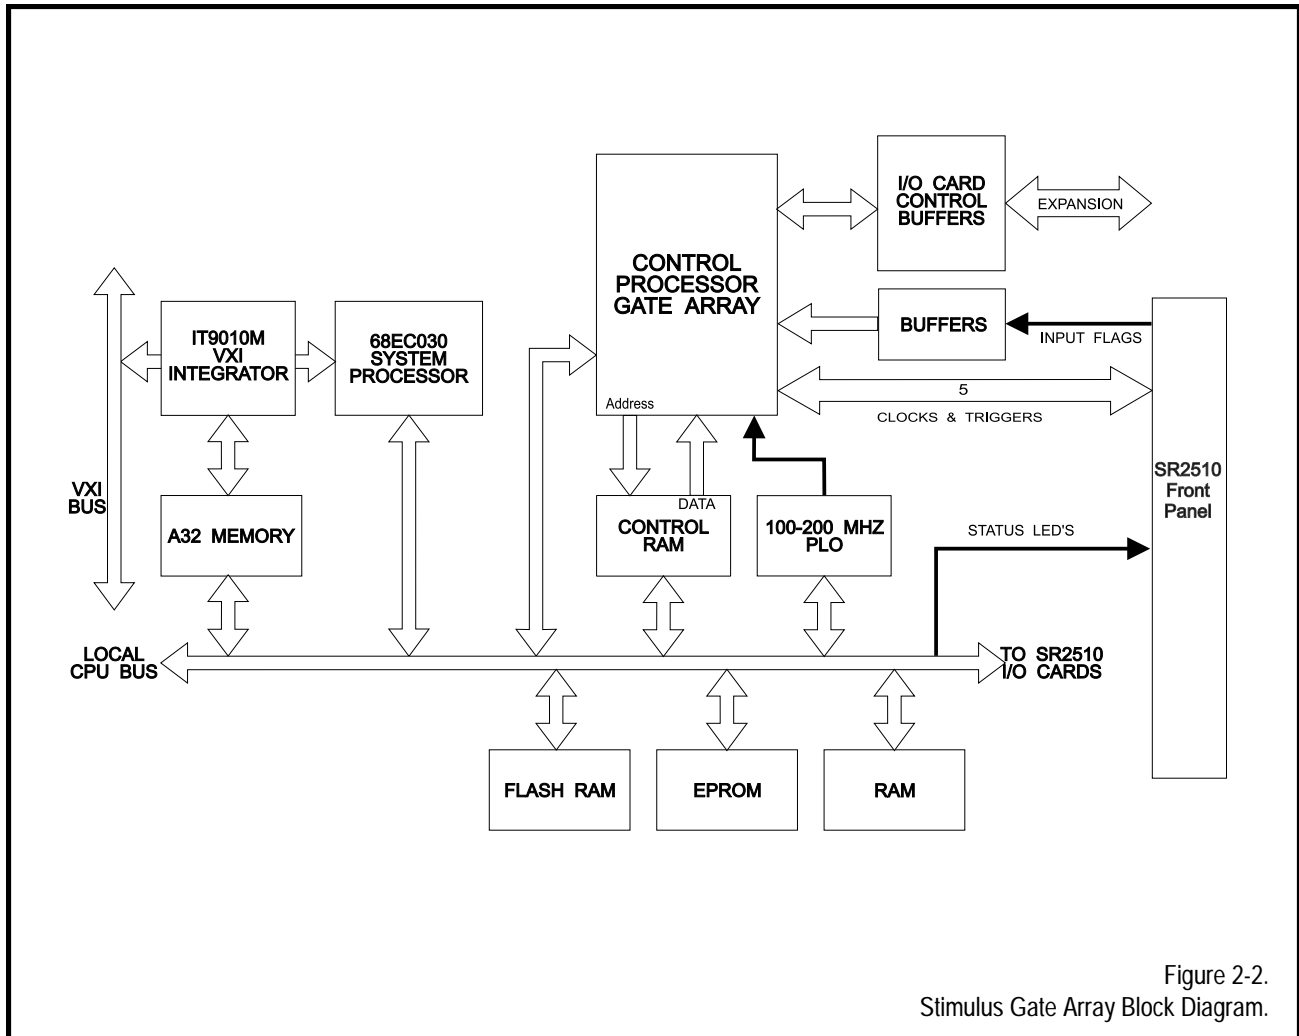 I/O CARD
CONTROL
BUFFERS
EXPANSION
CONTROL
PROCESSOR
GATE ARRAY
BUFFERS
INPUT FLAGS
IT9010M
VXI
INTEGRATOR
68EC030
SYSTEM
PROCESSOR
5
CLOCKS & TRIGGERS
Address
DATA
VXI
BUS
A32 MEMORY
CONTROL
RAM
100-200 MHZ
PLO
STATUS LED'S
SR2510
Front
Panel
LOCAL
CPU BUS
TO SR2510
I/O CARDS
FLASH RAM
EPROM
RAM
Figure 2-2.
Stimulus Gate Array Block Diagram.